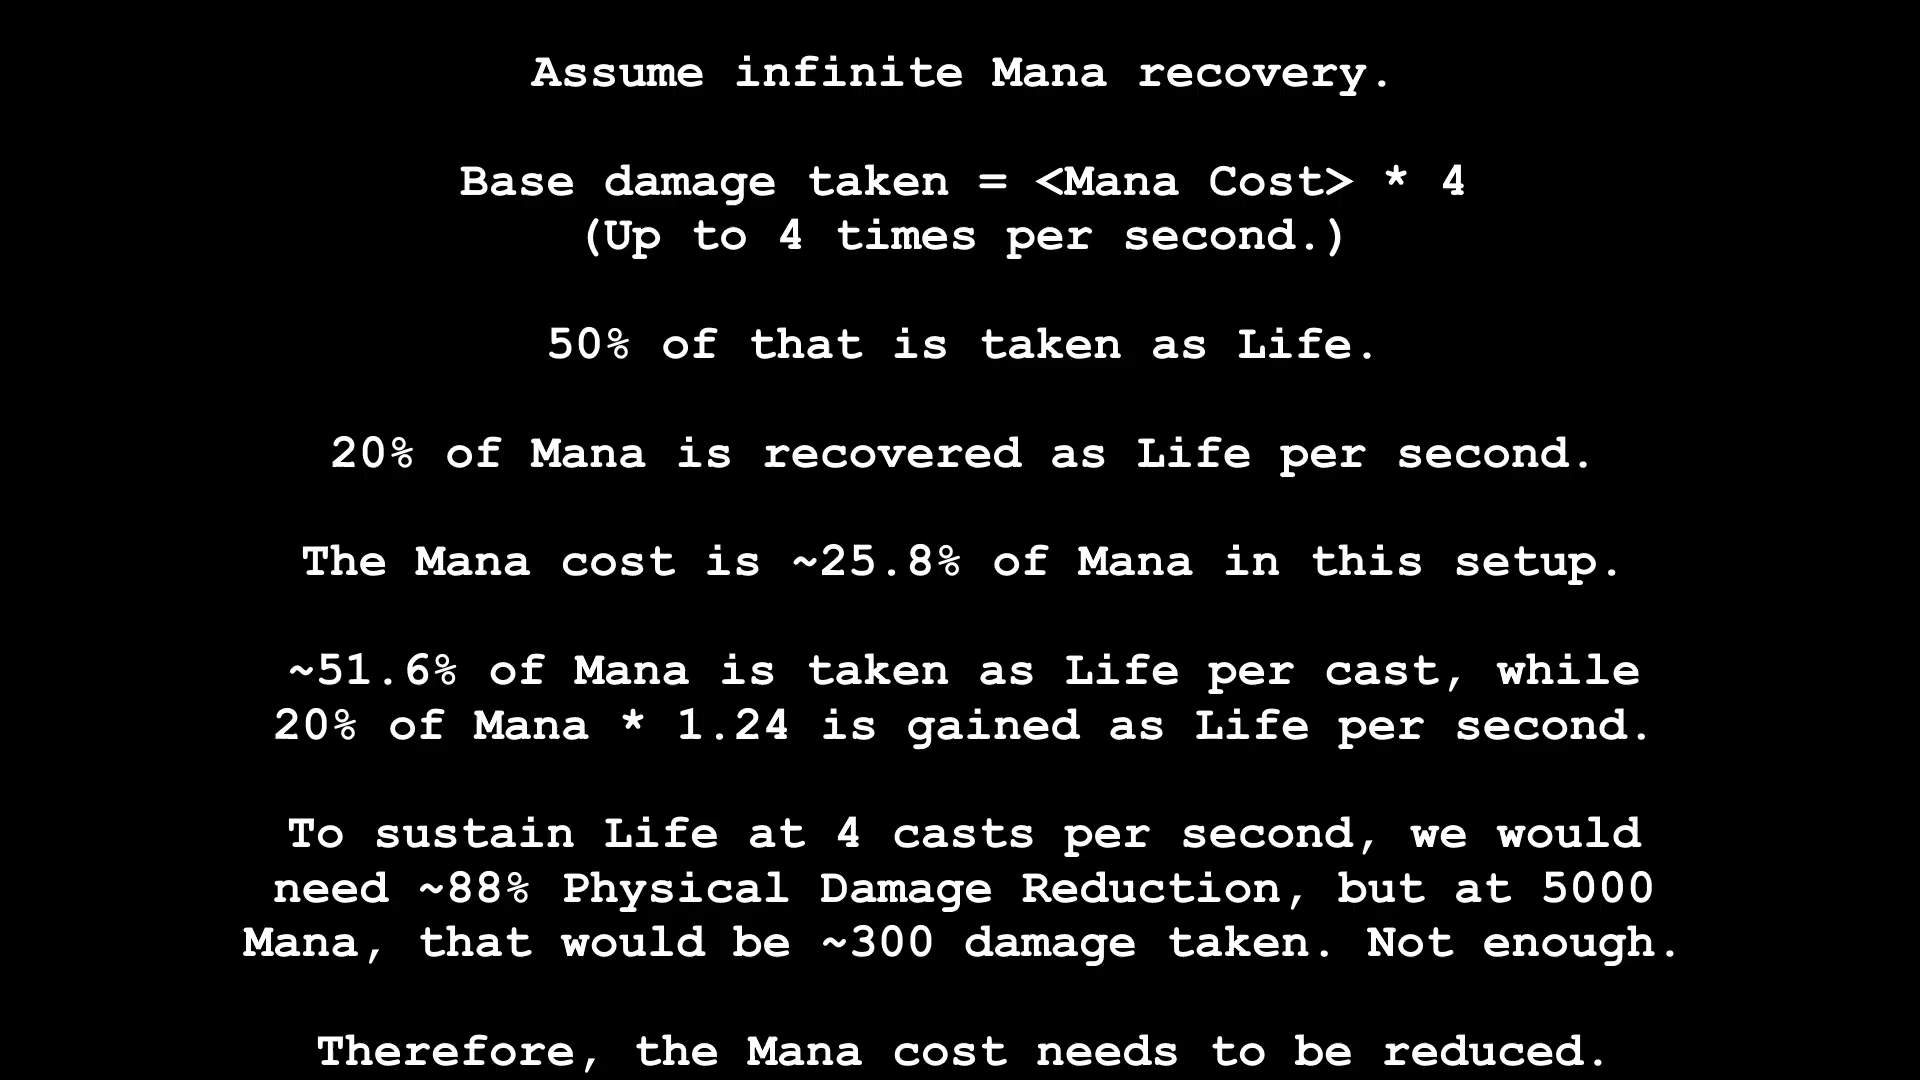 Assume infinite Mana recovery.
Base damage taken = <Mana Cost> * 4
(Up to 4 times per second.)
50% of that is taken as Life.
20% of Mana is recovered as Life per second.
The Mana cost is ~25.8% of Mana in this setup.
~51.6% of Mana is taken as Life per cast, while
20% of Mana * 1.24 is gained as Life per second.
To sustain Life at 4 casts per second, we would
need ~88% Physical Damage Reduction, but at 5000
Mana, that would be ~300 damage taken. Not enough.
Therefore, the Mana cost needs to be reduced.